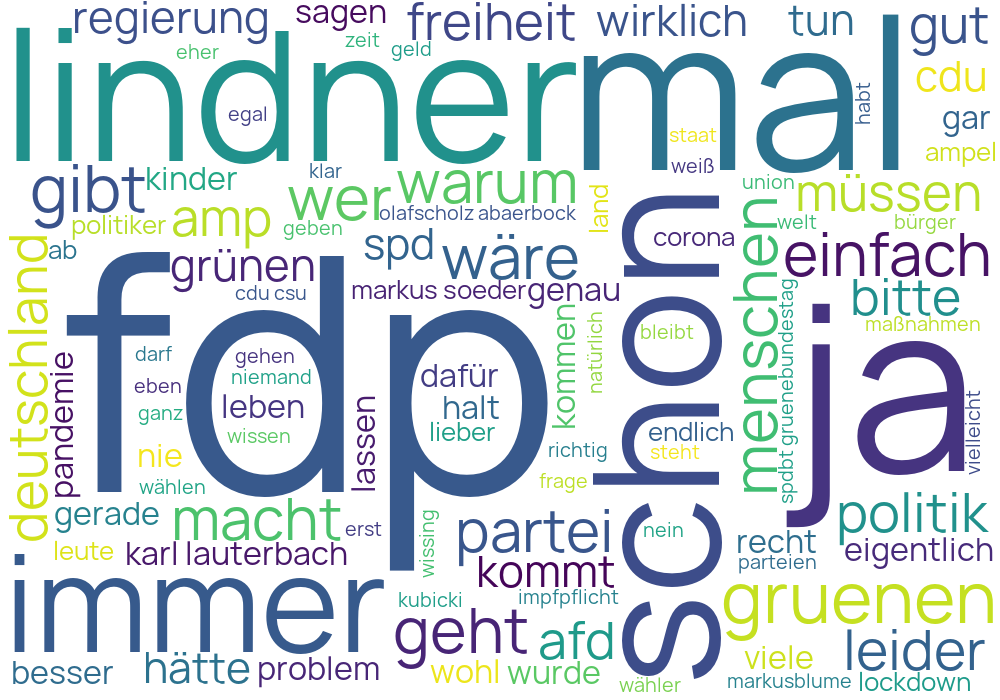 regierung
sagen
freiheit
wirklich
tun
gut
eher
zeit
geld
lindner
mal
cdu
egal
habt
gar
staat
ampel
weiß
gibt
kinder
klar
wer
warum
olafscholz abaerbock
land
union
müssen
politiker
amp
geben
welt
bürger
ab
spd
wäre
corona
einfach
deutschland
grünen
cdu csu
markus soeder
genau
menschen
bitte
fdp
schon
ja
kommen
natürlich
bleibt
spdbt gruenebundestag
maßnahmen
pandemie
darf
gehen
eben
niemand
dafür
leben
halt
ganz
lassen
wissen
lieber
endlich
vielleicht
nie
richtig
steht
wählen
frage
gerade
macht
erst
wissing
partei
nein
politik
leute
karl lauterbach
kommt
recht
parteien
eigentlich
immer
kubicki
impfpflicht
gruenen
geht
afd
leider
besser
hätte
problem
wohl
wurde
wähler
viele
markusblume
lockdown